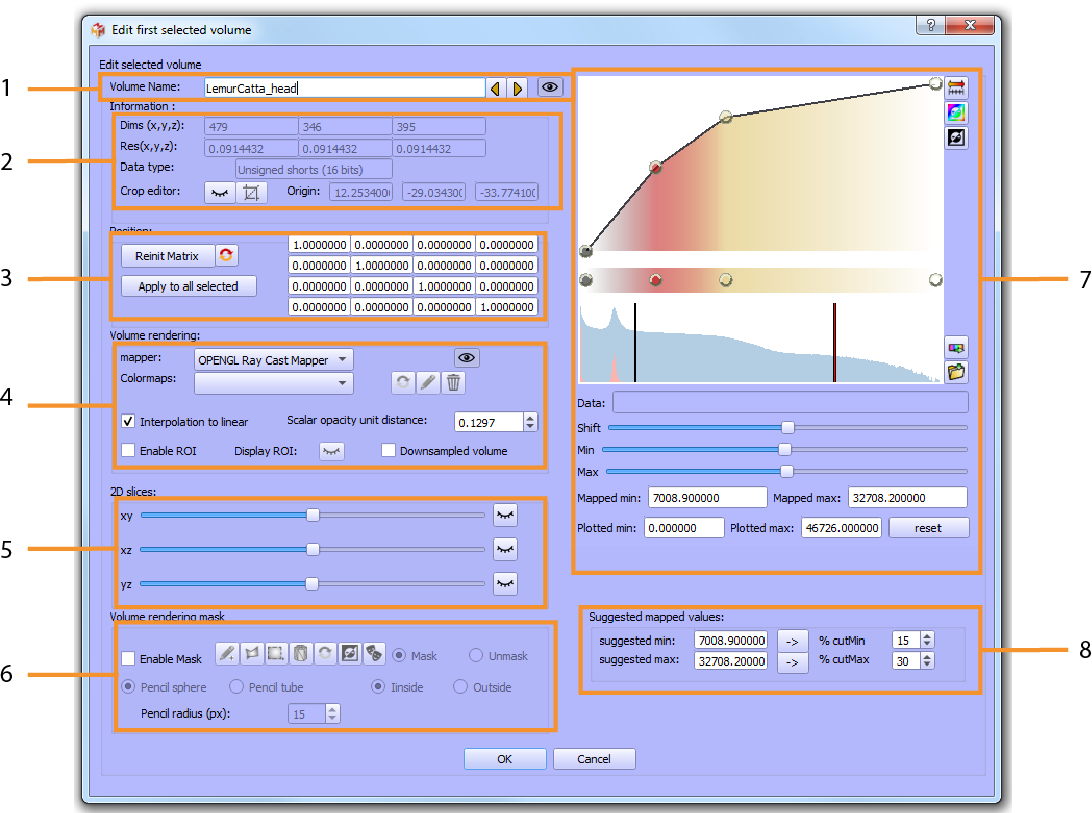 Edit first selected volume
?
X
Edit selected volume
1
Volume Name: LemurCatta_head
Information :
2
Dims (x,y,z): 479 346 395
Res(x,y,z): 0.0914432 0.0914432 0.0914432
Data type: Unsigned shorts (16 bits)
Crop editor: Origin: 12.253400 -29.034300 -33.774100
Position:
3
Reinit Matrix
Apply to all selected
1.0000000 0.0000000 0.0000000 0.0000000
0.0000000 1.0000000 0.0000000 0.0000000
0.0000000 0.0000000 1.0000000 0.0000000
0.0000000 0.0000000 0.0000000 1.0000000
Volume rendering:
4
mapper: OPENGL Ray Cast Mapper
Colormaps:
Interpolation to linear Scalar opacity unit distance: 0.1297
Enable ROI Display ROI: Downsampled volume
2D slices:
5
xy
xz
yz
Volume rendering mask
6
Enable Mask Mask Unmask
Pencil sphere Pencil tube Iinside Outside
Pencil radius (px): 15
7
Data:
Shift
Min
Max
Mapped min: 7008.900000 Mapped max: 32708.200000
Plotted min: 0.000000 Plotted max: 46726.000000 reset
8
Suggested mapped values:
suggested min: 7008.900000 -> % cutMin 15
suggested max: 32708.20000 -> % cutMax 30
OK Cancel